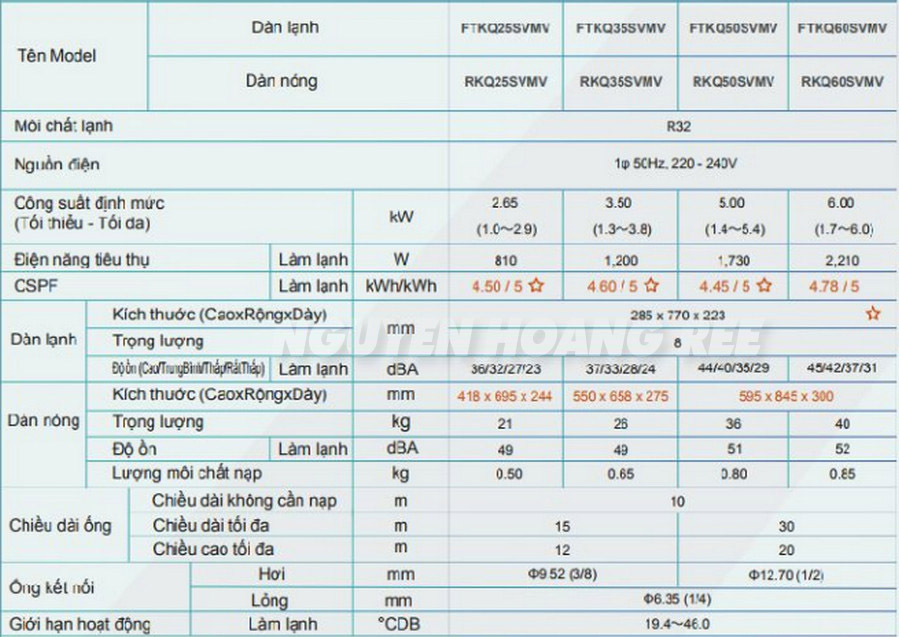 Tên Model Dàn lạnh FTKQ25SVMV FTKQ35SVMV FTKQ50SVMV FTKQ60SVMV
Dàn nóng RKQ25SVMV RKQ35SVMV RKQ50SVMV RKQ60SVMV
Môi chất lạnh R32
Nguồn điện 1φ 50Hz, 220 - 240V
Công suất định mức kW 2.65 3.50 5.00 6.00
(Tối thiểu - Tối đa) (1.0~2.9) (1.3~3.8) (1.4~5.4) (1.7~6.0)
Điện năng tiêu thụ Làm lạnh W 810 1,200 1,730 2,210
CSPF Làm lạnh kWh/kWh 4.50 / 5 ☆ 4.60 / 5 ☆ 4.45 / 5 ☆ 4.78 / 5 ☆
Dàn lạnh Kích thước (CaoxRộngxDày) mm 285 x 770 x 223
Trọng lượng 8
Độ ồn (Cao/TrungBình/Thấp/RấtThấp) Làm lạnh dBA 36/32/27/23 37/33/28/24 44/40/35/29 45/42/37/31
Dàn nóng Kích thước (CaoxRộngxDày) mm 418 x 695 x 244 550 x 658 x 275 595 x 845 x 300
Trọng lượng kg 21 26 36 40
Độ ồn Làm lạnh dBA 49 49 51 52
Lượng môi chất nạp kg 0.50 0.65 0.80 0.85
Chiều dài ống Chiều dài không cần nạp m 10
Chiều dài tối đa m 15 30
Chiều cao tối đa m 12 20
Ống kết nối Hơi mm Φ9.52 (3/8) Φ12.70 (1/2)
Lỏng mm Φ6.35 (1/4)
Giới hạn hoạt động Làm lạnh °CDB 19.4~46.0
NGUYEN HOANG REE